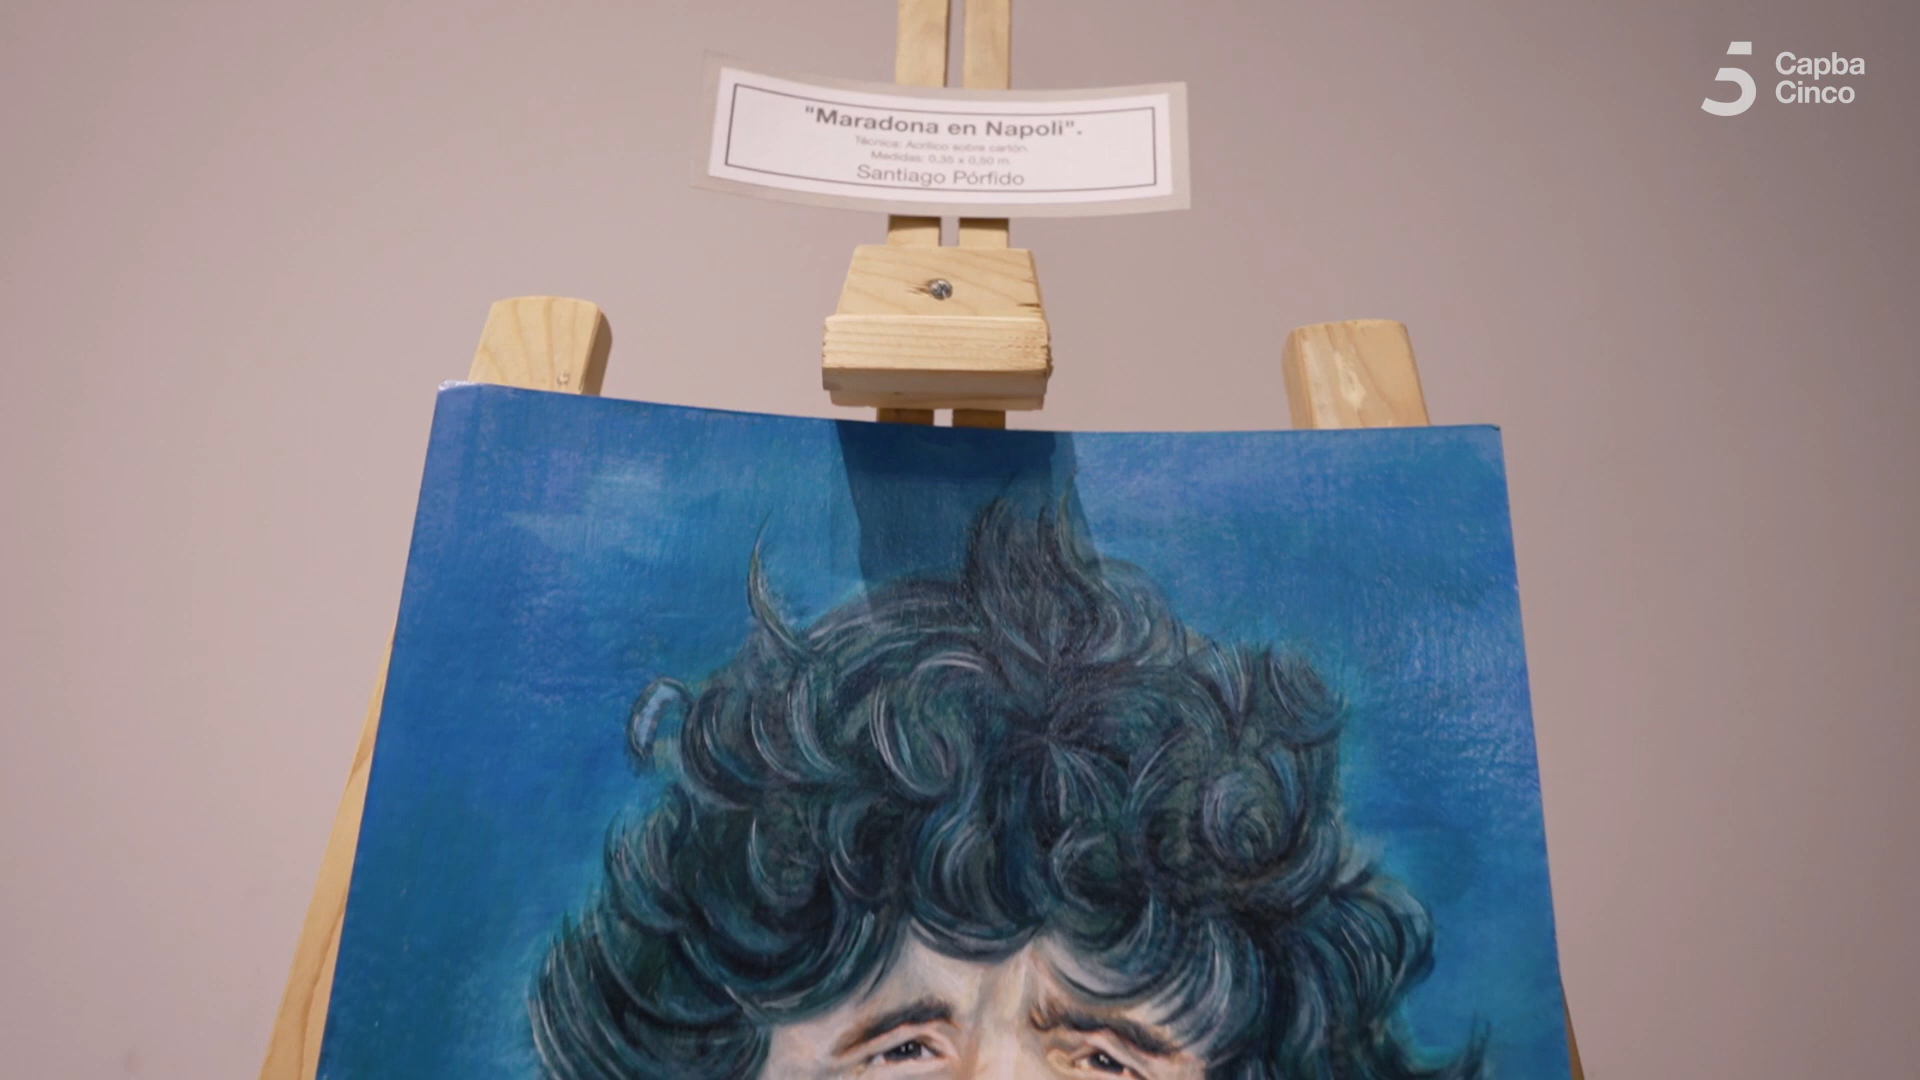 "Maradona en Napoli".
Técnica: Acrílico sobre cartón.
Medidas: 0,35 x 0,50 m.
Santiago Pórfido
5 Capba
Cinco